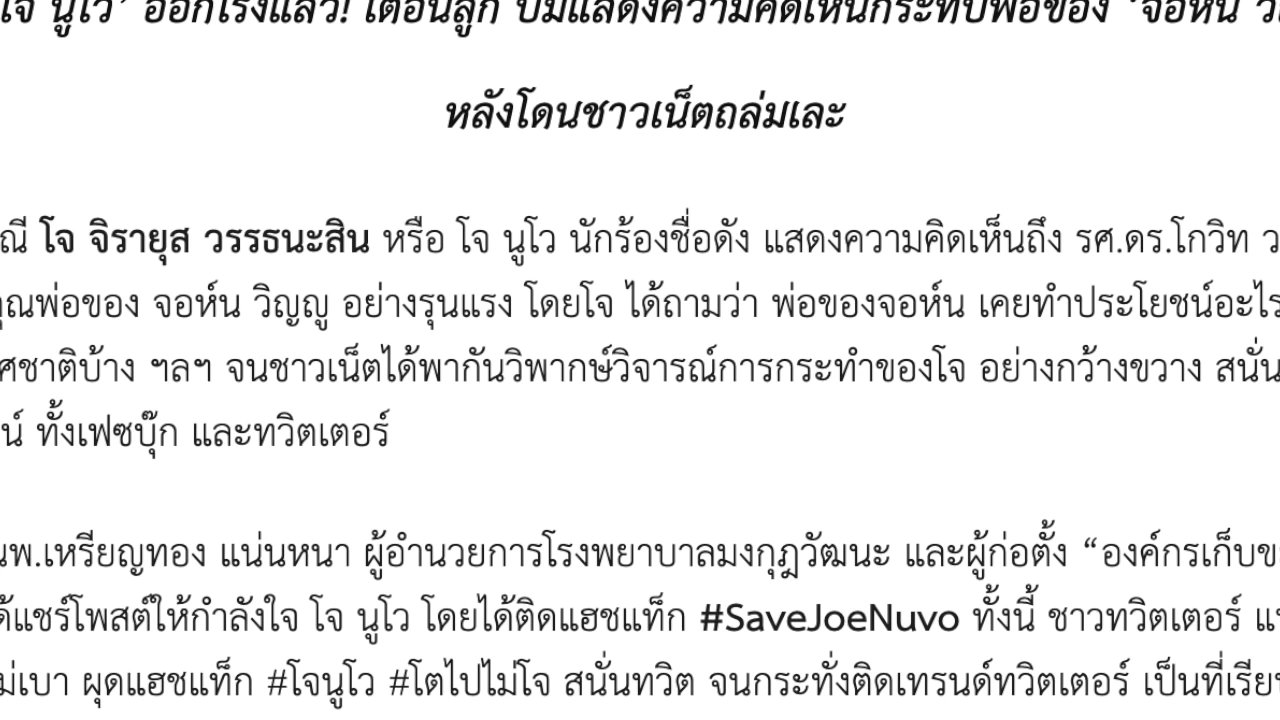 นูโว’ ออกโรงแล้ว! เตือนลูก ปมแสดงความคิดเห็นกระทบพ่อของ ‘จอห์น
หลังโดนชาวเน็ตถล่มเละ
ณี โจ จิรายุส วรรธนะสิน หรือ โจ นูโว นักร้องชื่อดัง แสดงความคิดเห็นถึง รศ.ดร.โกวิท ว
คุณพ่อของ จอห์น วิญญู อย่างรุนแรง โดยโจ ได้ถามว่า พ่อของจอห์น เคยทำประโยชน์อะไร
ศชาติบ้าง ฯลฯ จนชาวเน็ตได้พากันวิพากษ์วิจารณ์การกระทำของโจ อย่างกว้างขวาง สนั่น
น์ ทั้งเฟซบุ๊ก และทวิตเตอร์
นพ.เหรียญทอง แน่นหนา ผู้อำนวยการโรงพยาบาลมงกุฎวัฒนะ และผู้ก่อตั้ง “องค์กรเก็บข
ได้แชร์โพสต์ให้กำลังใจ โจ นูโว โดยได้ติดแฮชแท็ก #SaveJoeNuvo ทั้งนี้ ชาวทวิตเตอร์
ไม่เบา ผุดแฮชแท็ก #โจนูโว #โตไปไม่โจ สนั่นทวิต จนกระทั่งติดเทรนด์ทวิตเตอร์ เป็นที่เรีย